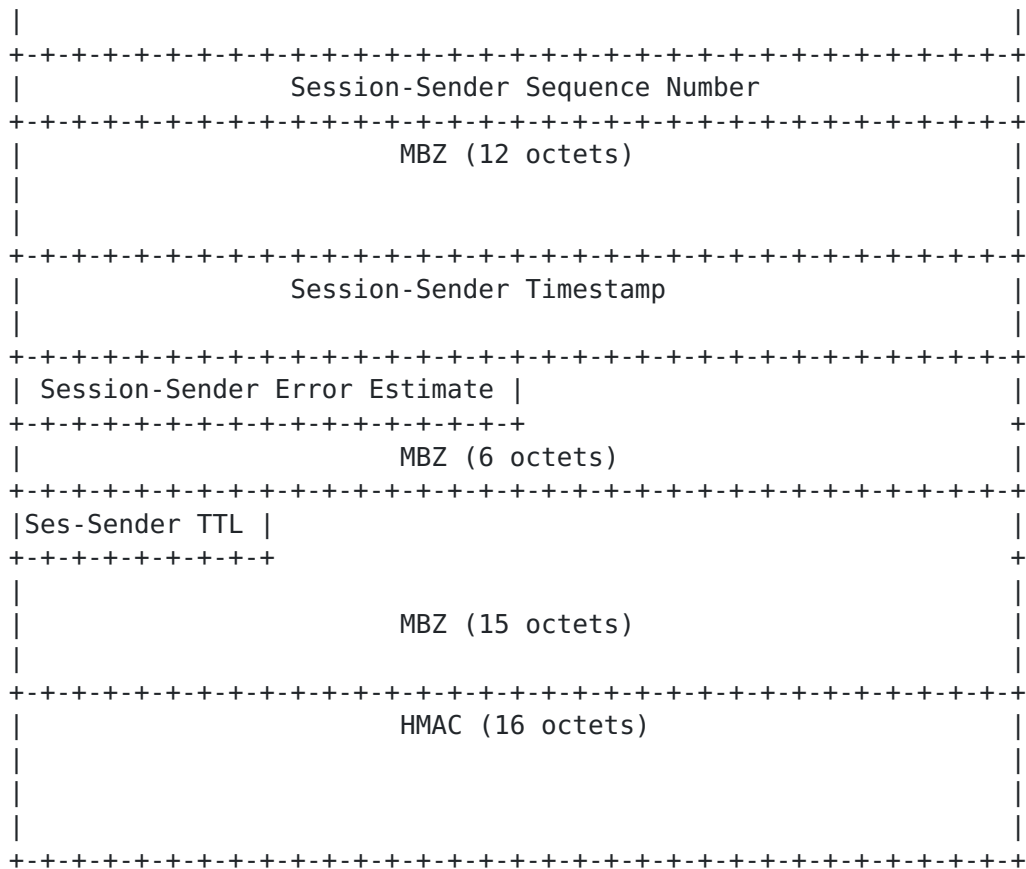 |                                                               |
+-+-+-+-+-+-+-+-+-+-+-+-+-+-+-+-+-+-+-+-+-+-+-+-+-+-+-+-+-+-+-+-+
|                 Session-Sender Sequence Number                |
+-+-+-+-+-+-+-+-+-+-+-+-+-+-+-+-+-+-+-+-+-+-+-+-+-+-+-+-+-+-+-+-+
|                        MBZ (12 octets)                        |
|                                                               |
|                                                               |
+-+-+-+-+-+-+-+-+-+-+-+-+-+-+-+-+-+-+-+-+-+-+-+-+-+-+-+-+-+-+-+-+
|                 Session-Sender Timestamp                      |
|                                                               |
+-+-+-+-+-+-+-+-+-+-+-+-+-+-+-+-+-+-+-+-+-+-+-+-+-+-+-+-+-+-+-+-+
| Session-Sender Error Estimate |                               |
+-+-+-+-+-+-+-+-+-+-+-+-+-+-+-+-+                               +
|                        MBZ (6 octets)                         |
+-+-+-+-+-+-+-+-+-+-+-+-+-+-+-+-+-+-+-+-+-+-+-+-+-+-+-+-+-+-+-+-+
|Ses-Sender TTL |                                               |
+-+-+-+-+-+-+-+-+                                               +
|                                                               |
|                        MBZ (15 octets)                        |
|                                                               |
+-+-+-+-+-+-+-+-+-+-+-+-+-+-+-+-+-+-+-+-+-+-+-+-+-+-+-+-+-+-+-+-+
|                        HMAC (16 octets)                       |
|                                                               |
|                                                               |
|                                                               |
+-+-+-+-+-+-+-+-+-+-+-+-+-+-+-+-+-+-+-+-+-+-+-+-+-+-+-+-+-+-+-+-+